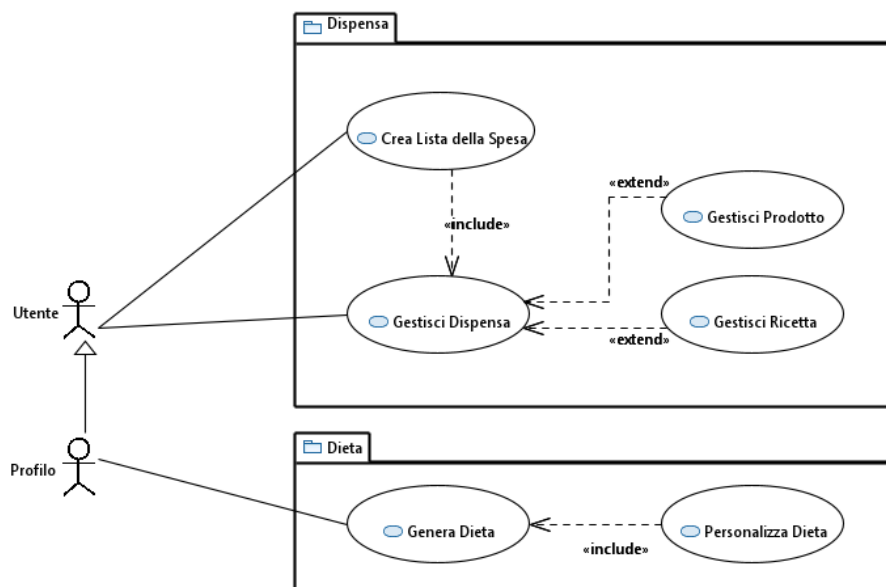 Dispensa
Crea Lista della Spesa
«extend»
Gestisci Prodotto
«include»
Utente
Gestisci Dispensa
Gestisci Ricetta
«extend»
Dieta
Profilo
Genera Dieta
Personalizza Dieta
«include»